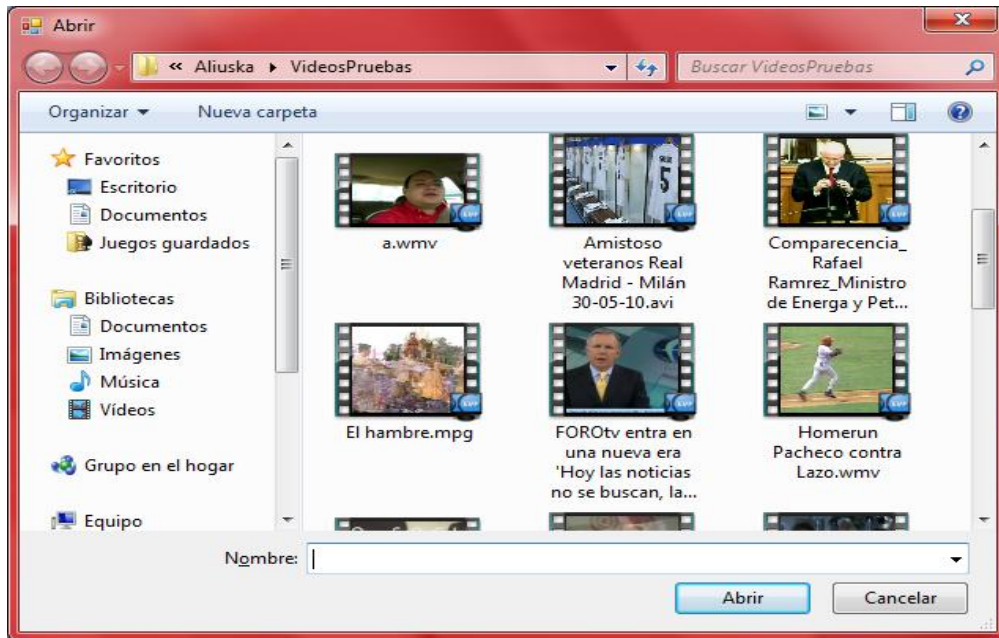 Abrir
« Aliuska ▸ VideosPruebas
Buscar VideosPruebas
Organizar
Nueva carpeta
Favoritos
Escritorio
Documentos
Juegos guardados
Bibliotecas
Documentos
Imágenes
Música
Vídeos
Grupo en el hogar
Equipo
a.wmv
Amistoso
veteranos Real
Madrid - Milán
30-05-10.avi
Comparecencia_
Rafael
Ramrez_Ministro
de Energa y Pet...
El hambre.mpg
FOROtv entra en
una nueva era
'Hoy las noticias
no se buscan, la...
Homerun
Pacheco contra
Lazo.wmv
5
Nombre:
Abrir
Cancelar